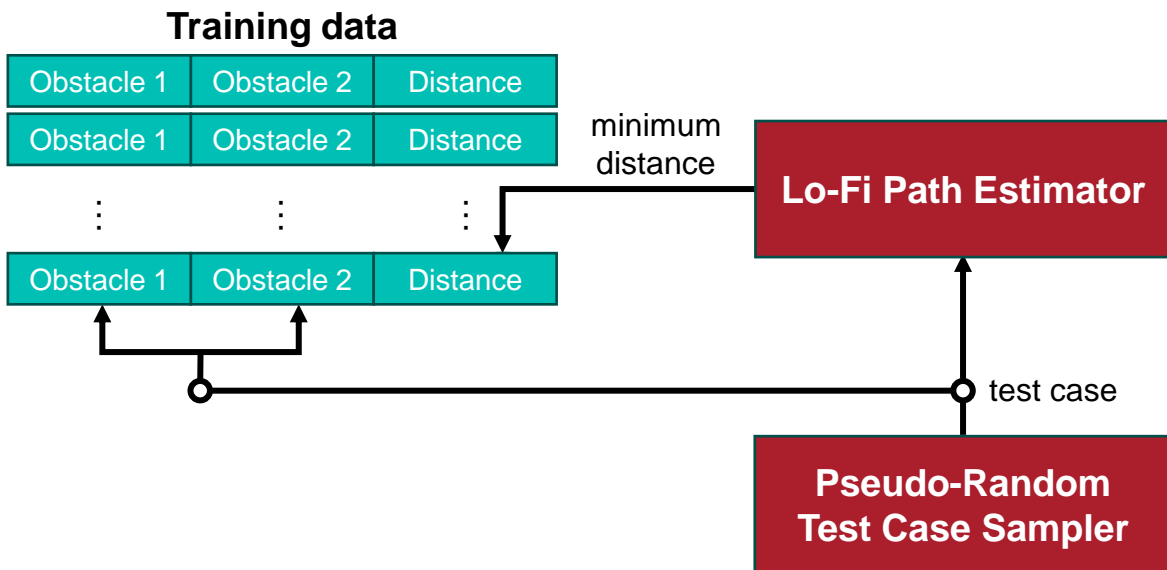 Training data
Obstacle 1 Obstacle 2 Distance
Obstacle 1 Obstacle 2 Distance
⋮ ⋮ ⋮
Obstacle 1 Obstacle 2 Distance
minimum
distance
Lo-Fi Path Estimator
test case
Pseudo-Random
Test Case Sampler